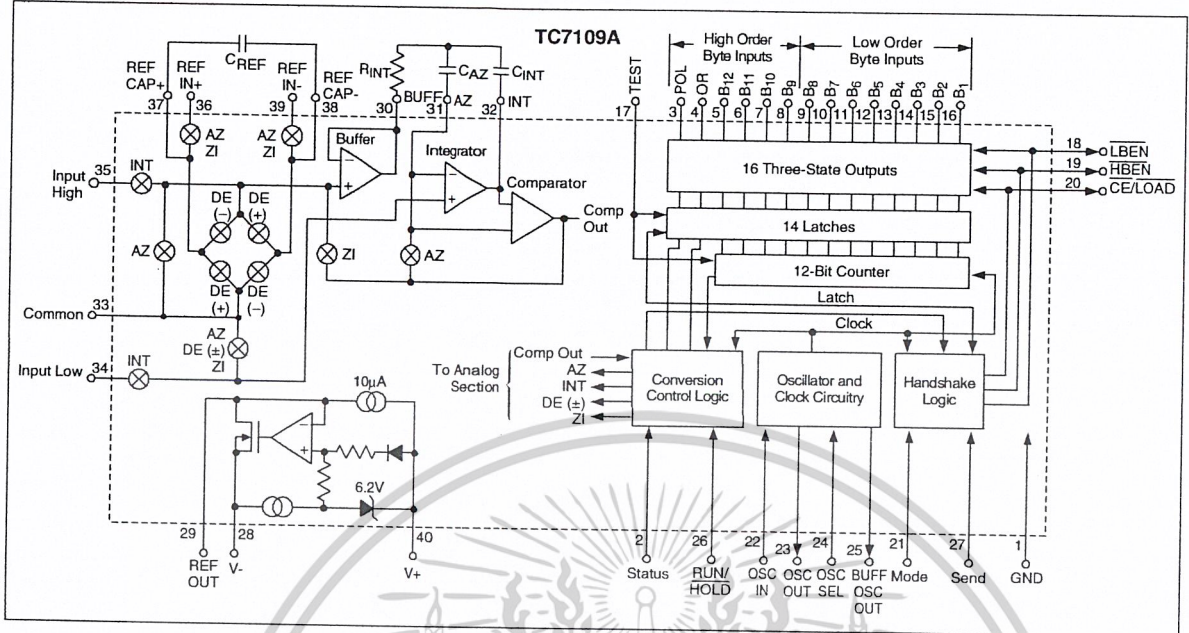 TC7109A
High Order
Byte Inputs
Low Order
Byte Inputs
REF
CAP+
37
REF
IN+
36
CREF
REF
IN-
39
REF
CAP-
38
RINT
BUFF
30
CAZ
AZ
31
CINT
INT
32
TEST
17
POL OR B12 B11 B10 B9 B8 B7 B6 B5 B4 B3 B2 B1
3 4 5 6 7 8 9 10 11 12 13 14 15 16
AZ
ZI
AZ
ZI
Buffer
Integrator
Comparator
Comp
Out
Input
High
35
INT
DE
(-)
DE
(+)
AZ
ZI
AZ
DE
(+)
DE
(-)
Common
33
AZ
DE (±)
ZI
Input Low
34
INT
16 Three-State Outputs
18
LBEN
19
HBEN
20
CE/LOAD
14 Latches
12-Bit Counter
Latch
Clock
To Analog
Section
Comp Out
AZ
INT
DE (±)
ZI
Conversion
Control Logic
Oscillator and
Clock Circuitry
Handshake
Logic
10µA
6.2V
29
REF
OUT
28
V-
40
V+
2
Status
26
RUN/
HOLD
22
OSC
IN
23
OSC
OUT
24
OSC
SEL
25
BUFF
OSC
OUT
21
Mode
27
Send
1
GND